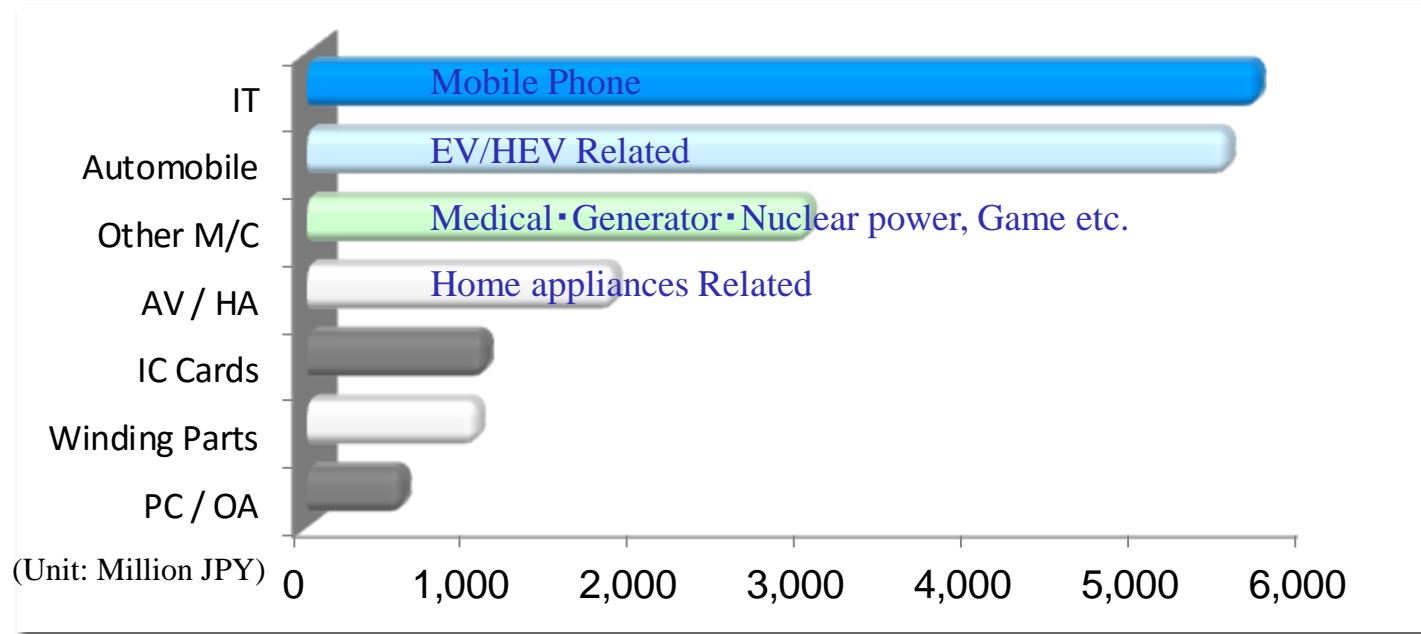 IT
Mobile Phone
Automobile
EV/HEV Related
Other M/C
Medical・Generator・Nuclear power, Game etc.
AV / HA
Home appliances Related
IC Cards
Winding Parts
PC / OA
(Unit: Million JPY)
0 1,000 2,000 3,000 4,000 5,000 6,000